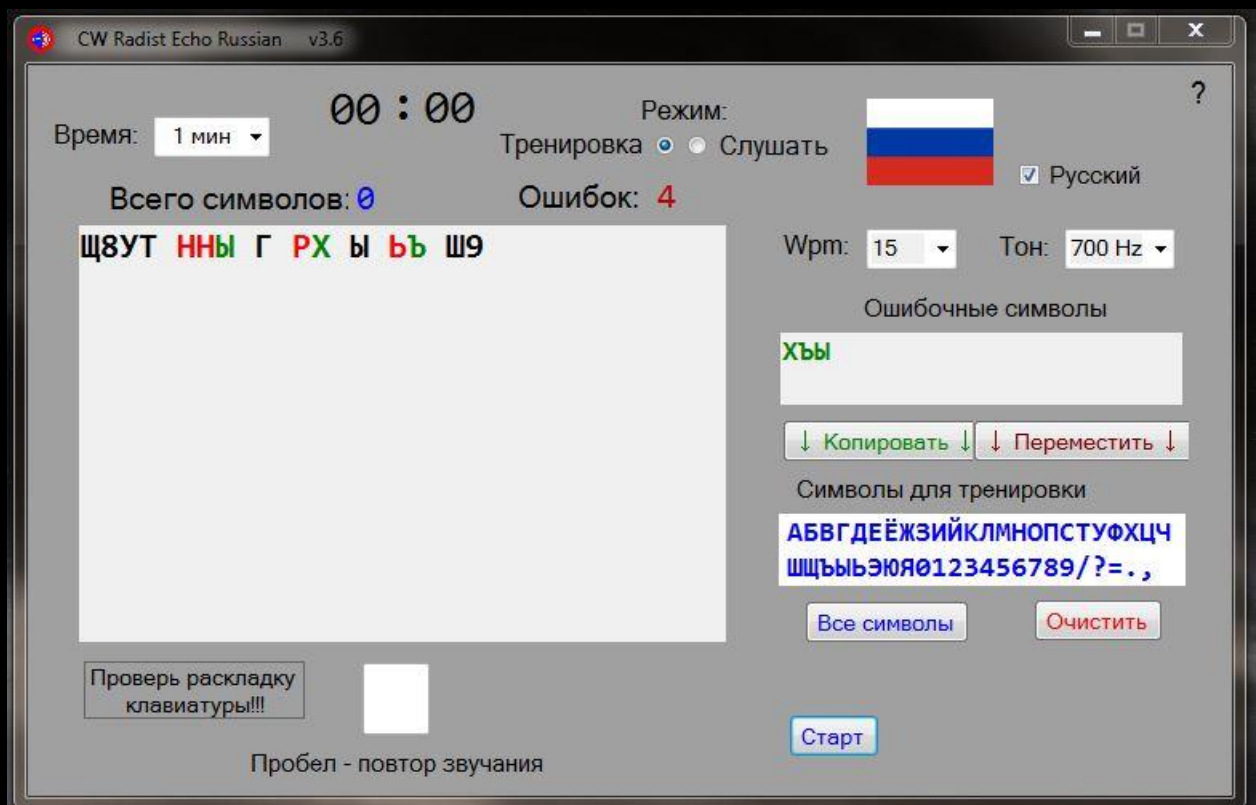 CW Radist Echo Russian v3.6
?
Время: 1 мин
00 : 00
Режим:
Тренировка Слушать
Русский
Всего символов: 0
Ошибок: 4
Щ8УТ ННЫ Г РХ Ы ЬЪ Ш9
Wpm: 15
Тон: 700 Hz
Ошибочные символы
ХЪЫ
↓ Копировать ↓
↓ Переместить ↓
Символы для тренировки
АБВГДЕЁЖЗИЙКЛМНОПСТУФХЦЧ
ШЩЪЫЬЭЮЯ0123456789/?=.,
Все символы
Очистить
Проверь раскладку
клавиатуры!!!
Старт
Пробел - повтор звучания